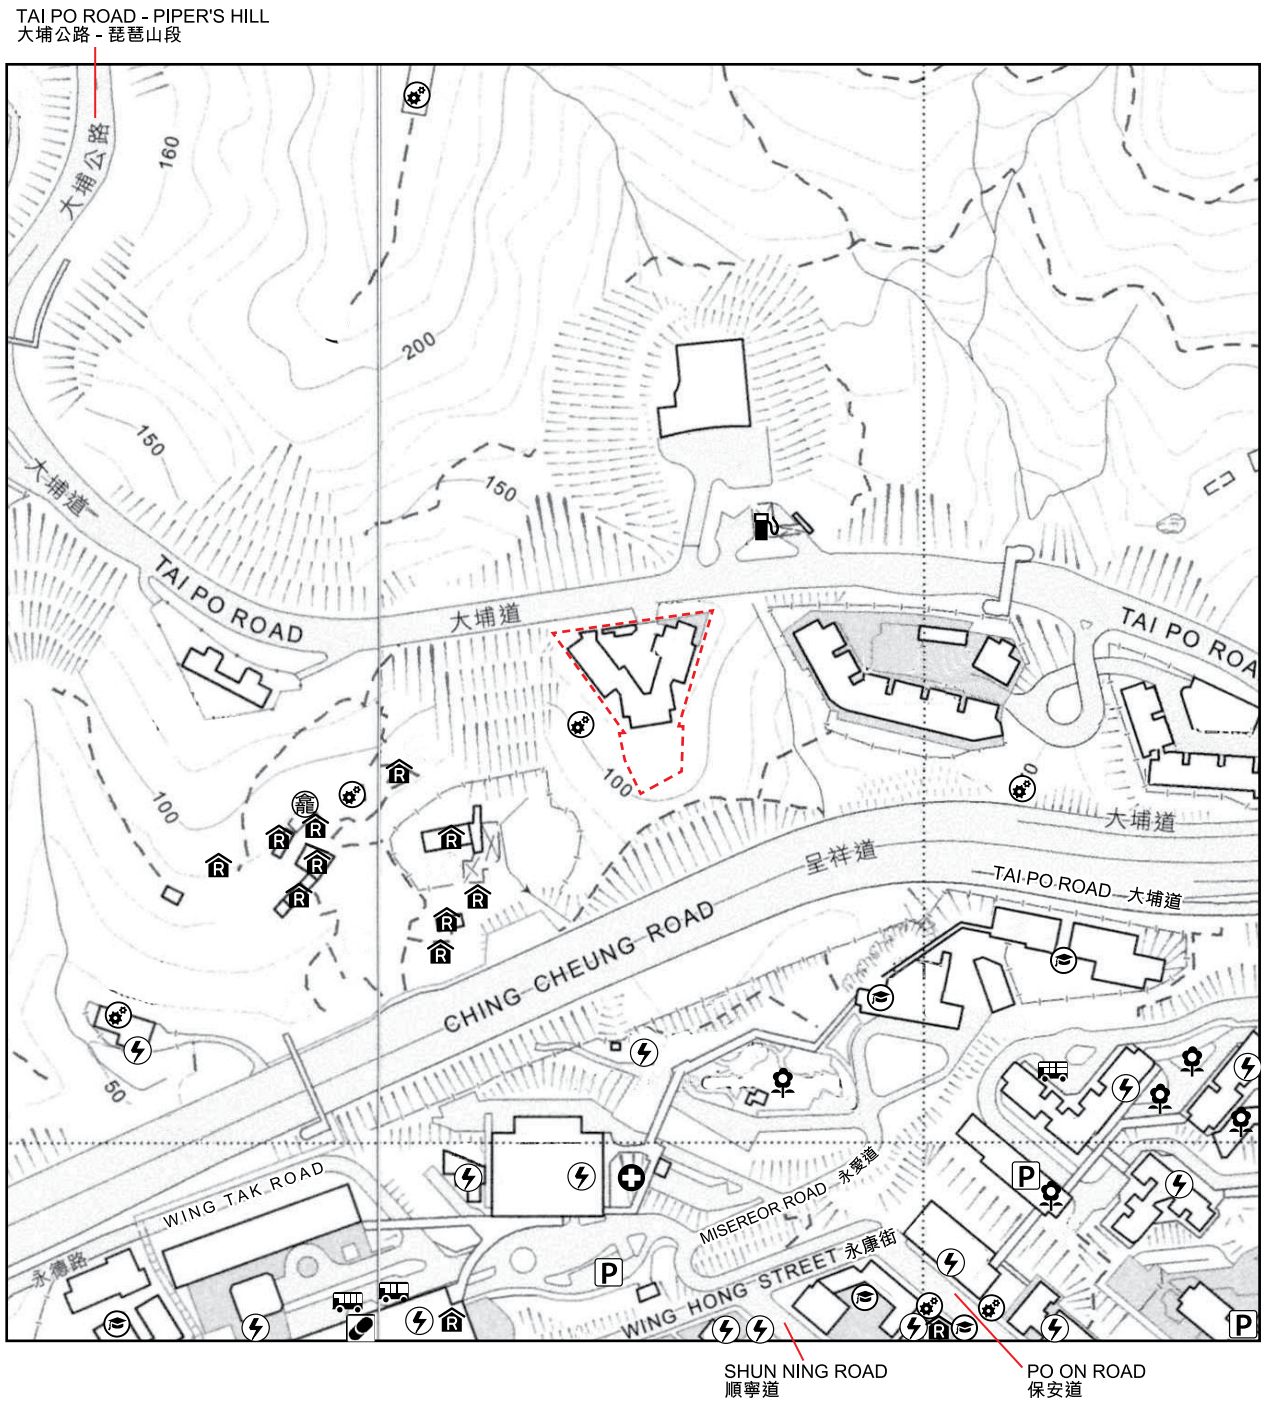 TAI PO ROAD - PIPER'S HILL
大埔公路 - 琵琶山段
大埔公路
160
200
150
大埔道
150
TAI PO ROAD
大埔道
TAI PO ROA
100
100
大埔道
呈祥道
TAI PO ROAD 大埔道
龕
R
R
R
R
R
R
R
R
R
R
CHING CHEUNG ROAD
50
WING TAK ROAD
永德路
MISEREOR ROAD 永愛道
WING HONG STREET 永康街
P
P
P
R
R
SHUN NING ROAD
順寧道
PO ON ROAD
保安道